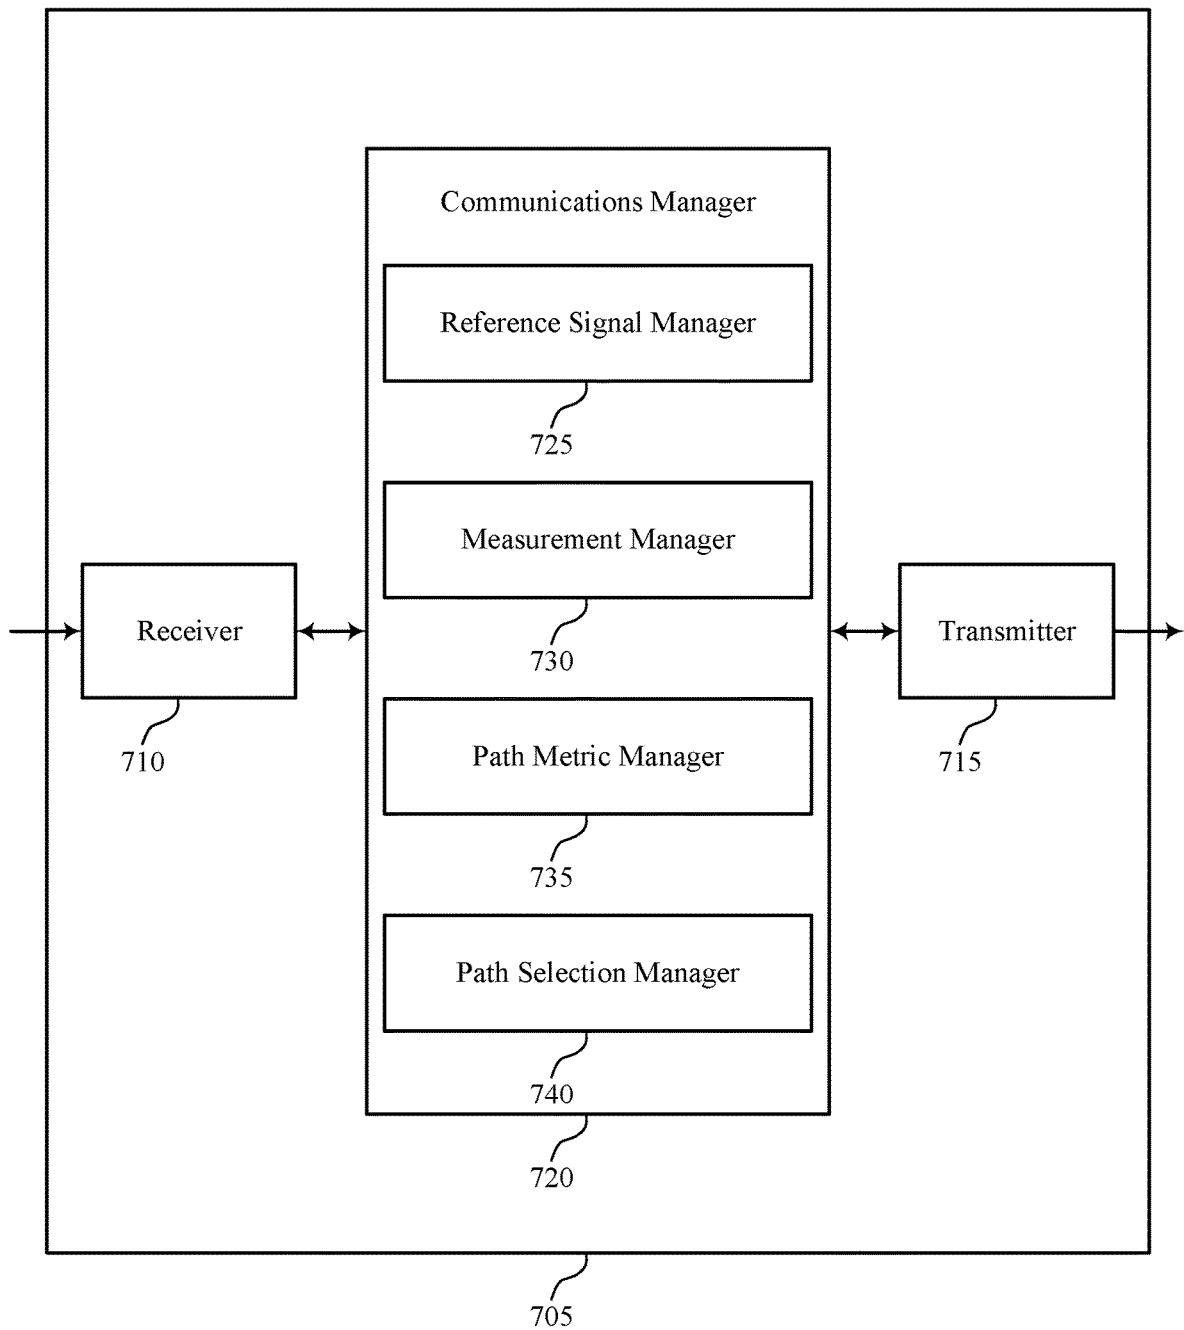 Communications Manager
Reference Signal Manager
725
Measurement Manager
730
Receiver
710
Transmitter
715
Path Metric Manager
735
Path Selection Manager
740
720
705